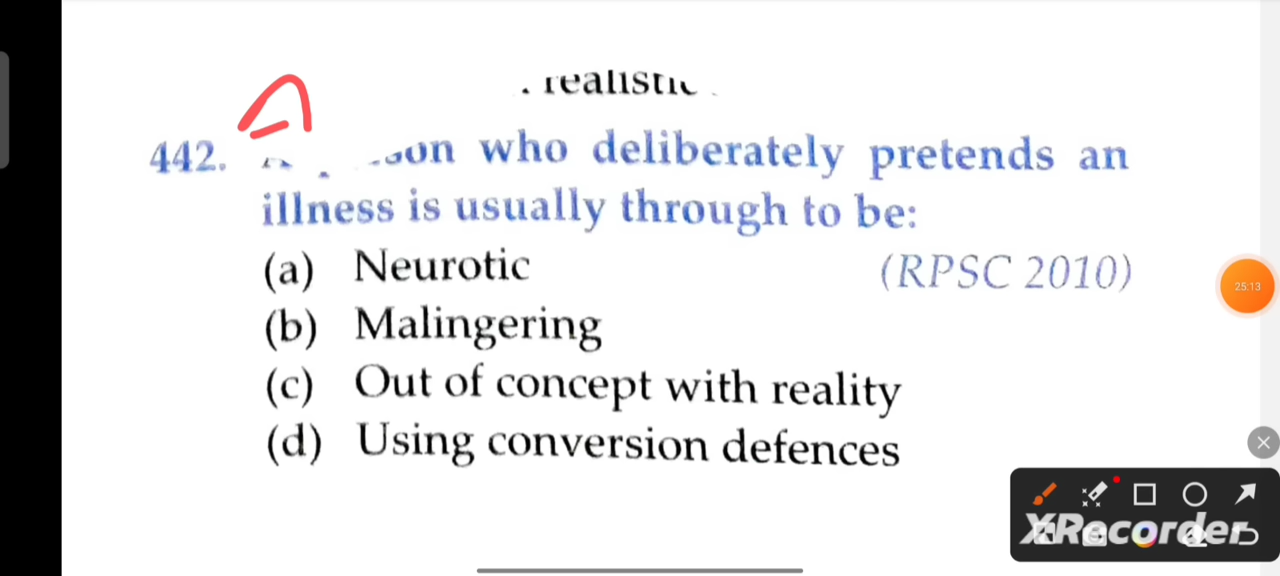 realistic
442. who deliberately pretends an
illness is usually through to be:
(a) Neurotic (RPSC 2010)
(b) Malingering
(c) Out of concept with reality
(d) Using conversion defences
25:13
XRecorder